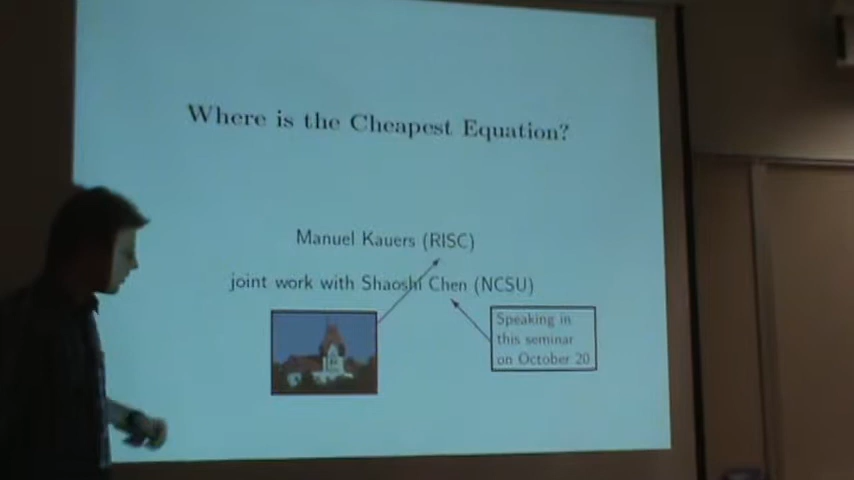 Where is the Cheapest Equation?
Manuel Kauers (RISC)
joint work with Shaoshi Chen (NCSU)
Speaking in
this seminar
on October 20